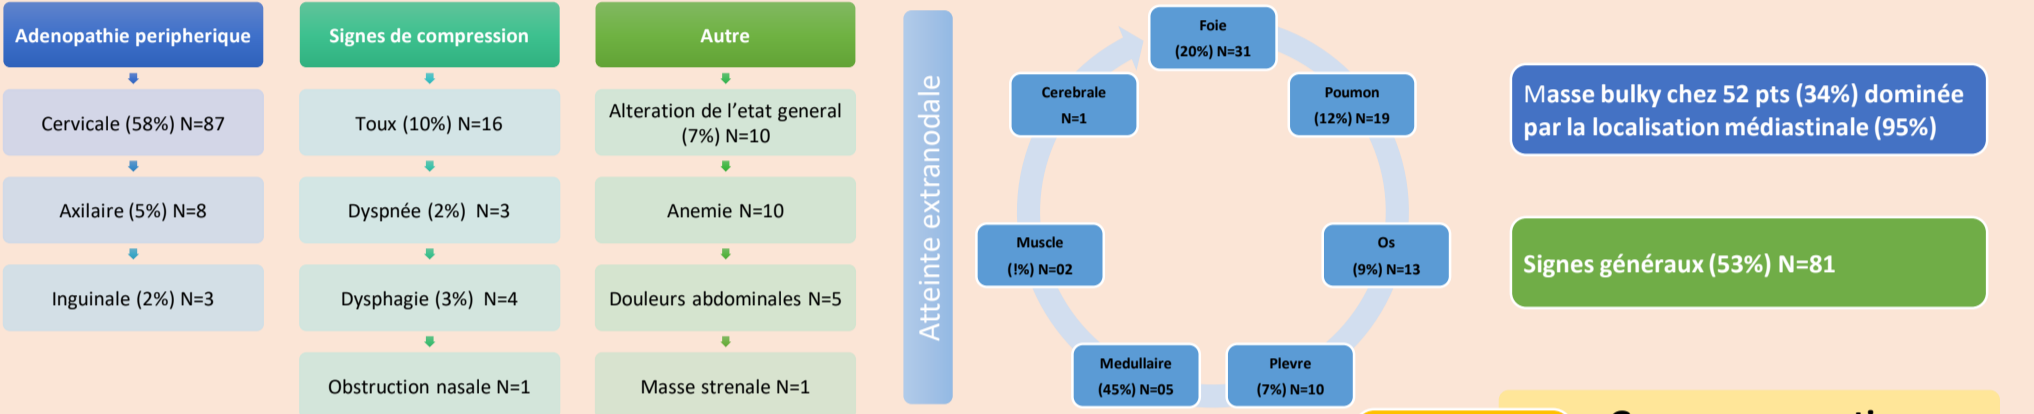 Adenopathie peripherique
Cervicale (58%) N=87
Axilaire (5%) N=8
Inguinale (2%) N=3
Signes de compression
Toux (10%) N=16
Dyspnée (2%) N=3
Dysphagie (3%) N=4
Obstruction nasale N=1
Autre
Alteration de l'etat general
(7%) N=10
Anemie N=10
Douleurs abdominales N=5
Masse strenale N=1
Atteinte extranodale
Foie
(20%) N=31
Poumon
(12%) N=19
Os
(9%) N=13
Plevre
(7%) N=10
Medullaire
(45%) N=05
Muscle
(!%) N=02
Cerebrale
N=1
Masse bulky chez 52 pts (34%) dominée
par la localisation médiastinale (95%)
Signes généraux (53%) N=81